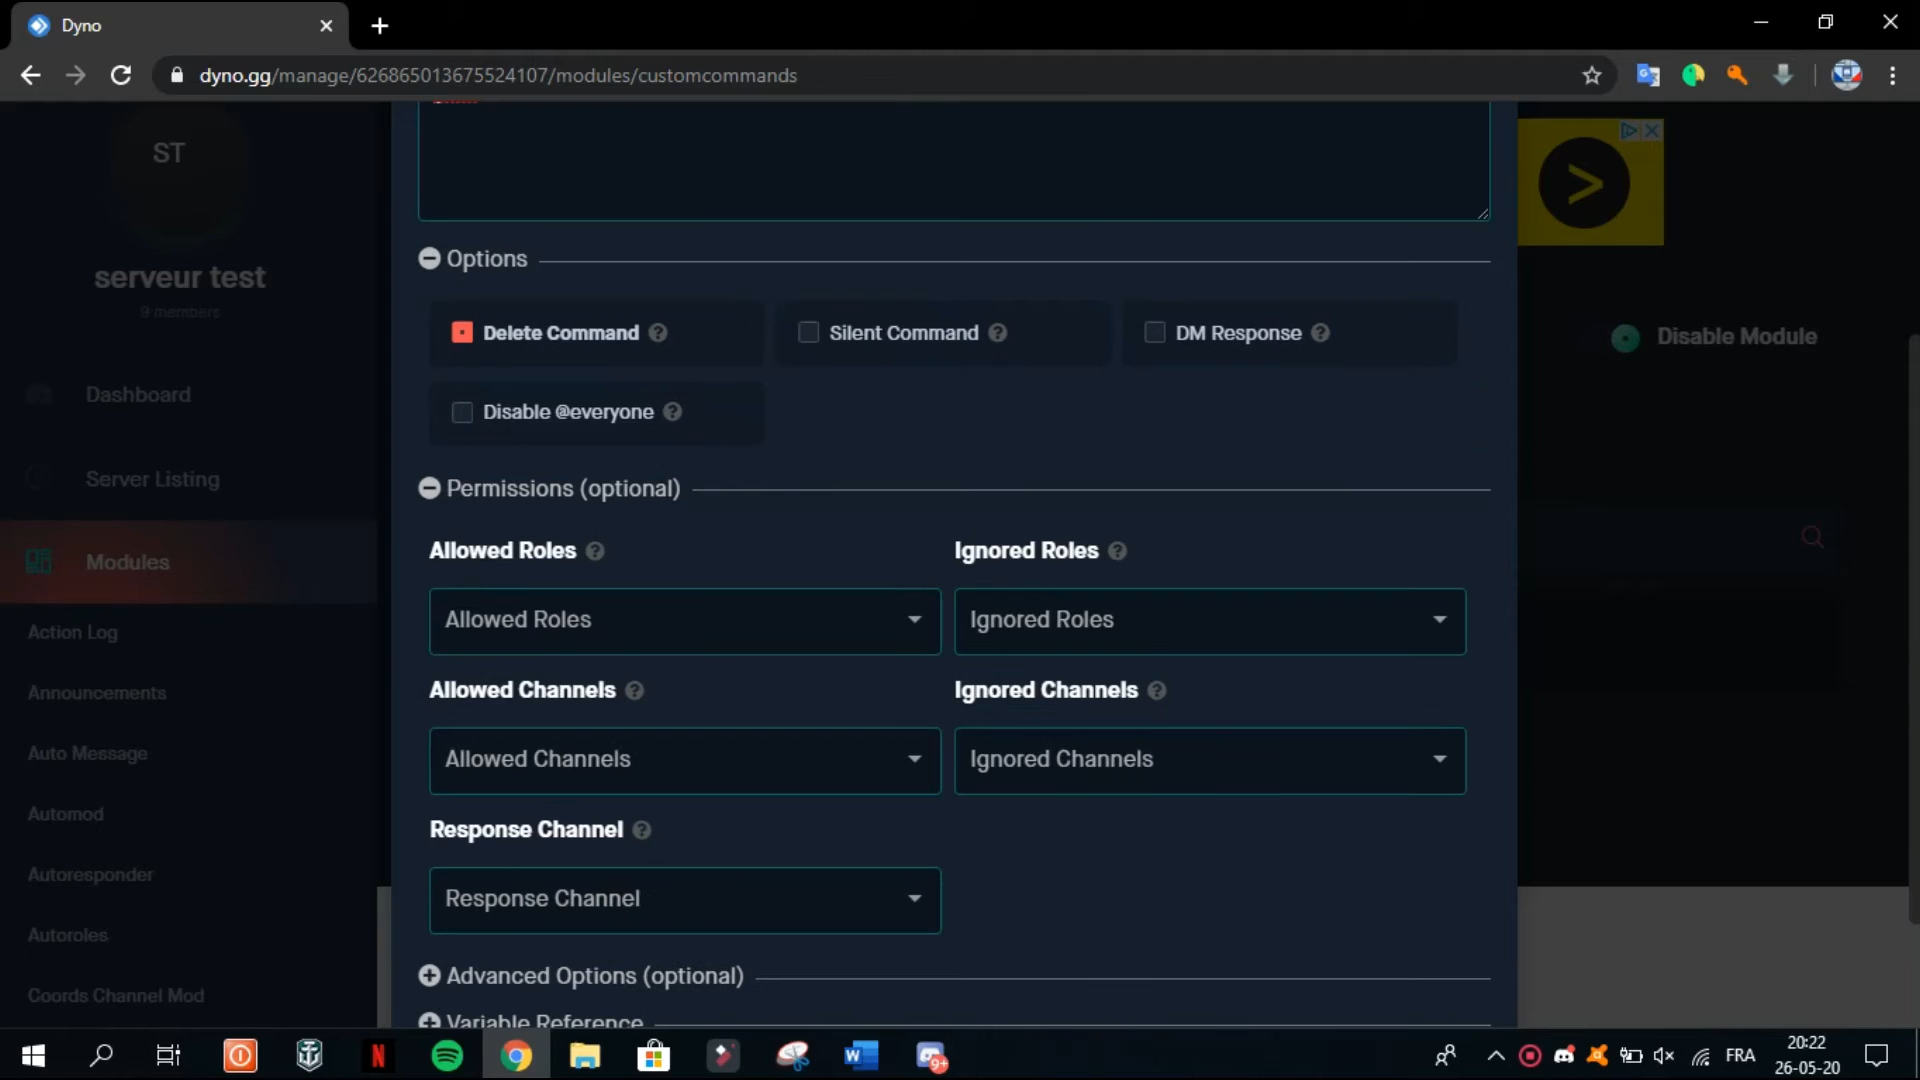 Dyno
dyno.gg/manage/626865013675524107/modules/customcommands
ST
serveur test
9 members
Options
Delete Command
Silent Command
DM Response
Disable @everyone
Disable Module
Dashboard
Server Listing
Modules
Action Log
Announcements
Auto Message
Automod
Autoresponder
Autoroles
Coords Channel Mod
Permissions (optional)
Allowed Roles
Ignored Roles
Allowed Roles
Ignored Roles
Allowed Channels
Ignored Channels
Allowed Channels
Ignored Channels
Response Channel
Response Channel
Advanced Options (optional)
Variable Reference
FRA
20:22
26-05-20
9+